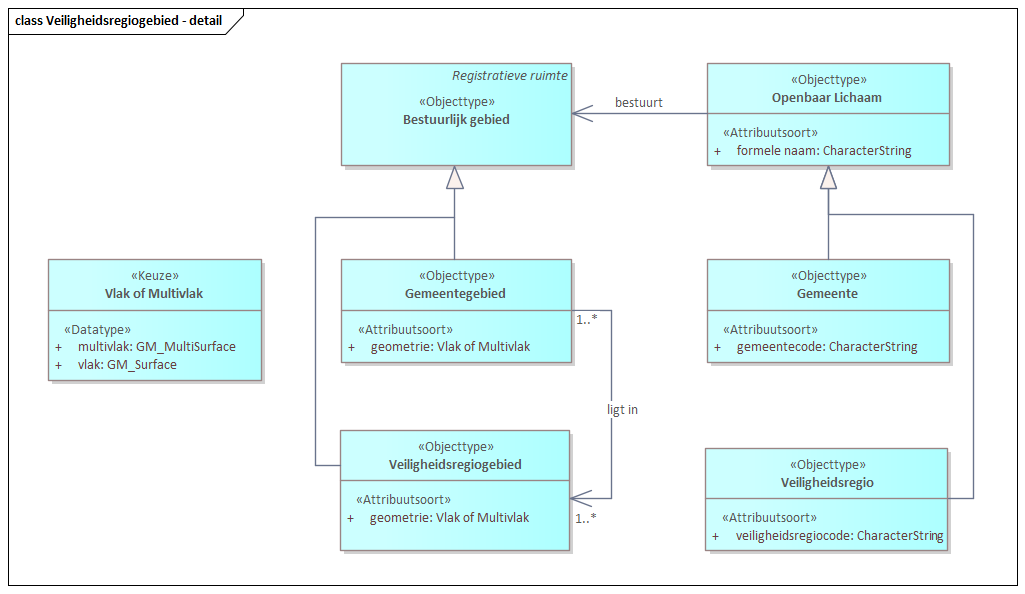 class Veiligheidsregiogebied - detail
Registratieve ruimte
«Objecttype»
Bestuurlijk gebied
bestuurt
«Objecttype»
Openbaar Lichaam
«Attribuutsoort»
+ formele naam: CharacterString
«Keuze»
Vlak of Multivlak
«Datatype»
+ multivlak: GM_MultiSurface
+ vlak: GM_Surface
«Objecttype»
Gemeentegebied
«Attribuutsoort»
+ geometrie: Vlak of Multivlak
1..*
ligt in
1..*
«Objecttype»
Gemeente
«Attribuutsoort»
+ gemeentecode: CharacterString
«Objecttype»
Veiligheidsregiogebied
«Attribuutsoort»
+ geometrie: Vlak of Multivlak
«Objecttype»
Veiligheidsregio
«Attribuutsoort»
+ veiligheidsregiocode: CharacterString